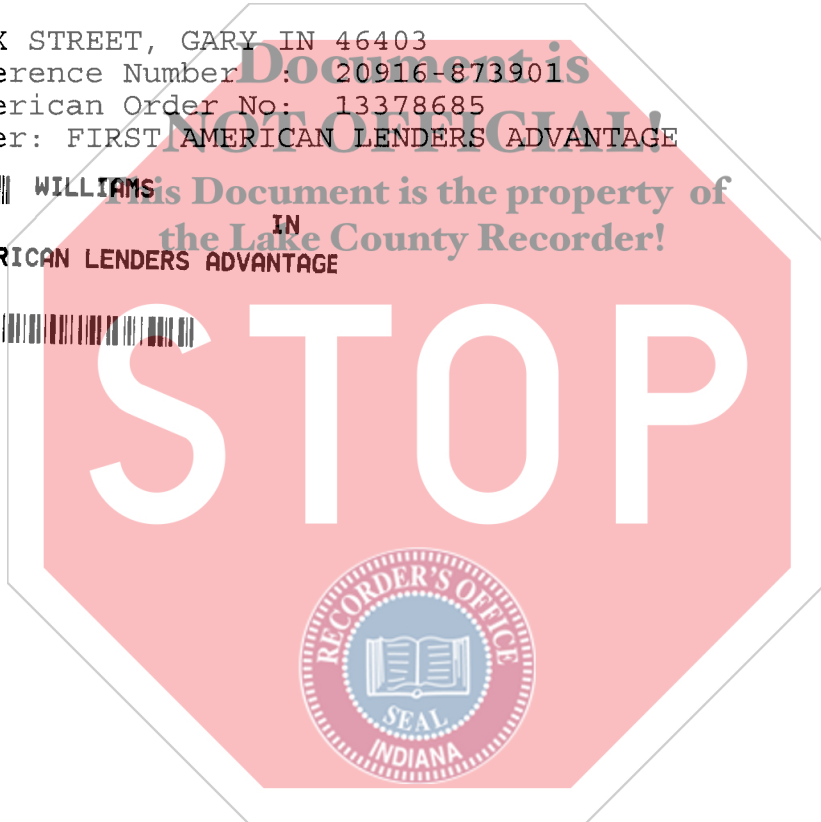 STREET, GARY IN 46403
erence Number : 20916-873901
erican Order No: 13378685
er: FIRST AMERICAN LENDERS ADVANTAGE
WILLIAMS
IN
RICAN LENDERS ADVANTAGE
Document is
NOT OFFICIAL!
This Document is the property of
the Lake County Recorder!
STOP
RECORDER'S OFFICE
SEAL
INDIANA